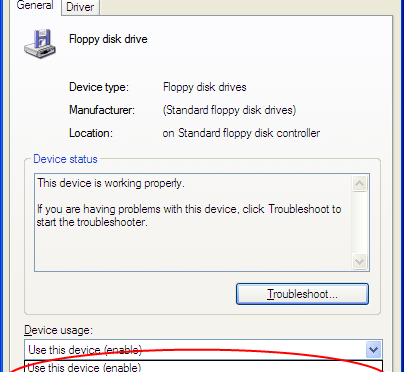 General Driver
Floppy disk drive
Device type: Floppy disk drives
Manufacturer: (Standard floppy disk drives)
Location: on Standard floppy disk controller
Device status
This device is working properly.
If you are having problems with this device, click Troubleshoot to
start the troubleshooter.
Troubleshoot...
Device usage:
Use this device (enable)
Use this device (enable)